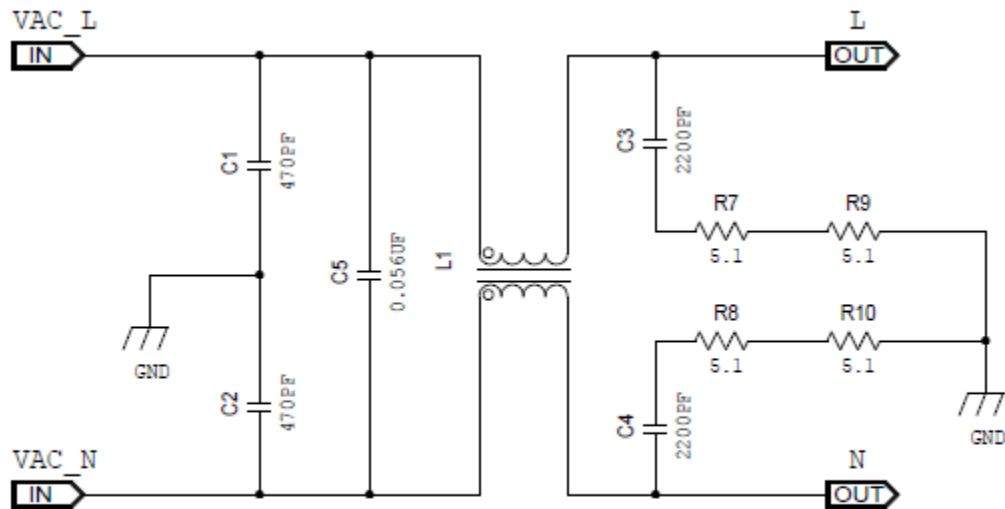 VAC_L
IN
L
OUT
C1
470PF
C5
0.056UF
L1
C3
2200PF
R7
5.1
R9
5.1
GND
C2
470PF
R8
5.1
R10
5.1
C4
2200PF
GND
VAC_N
IN
N
OUT